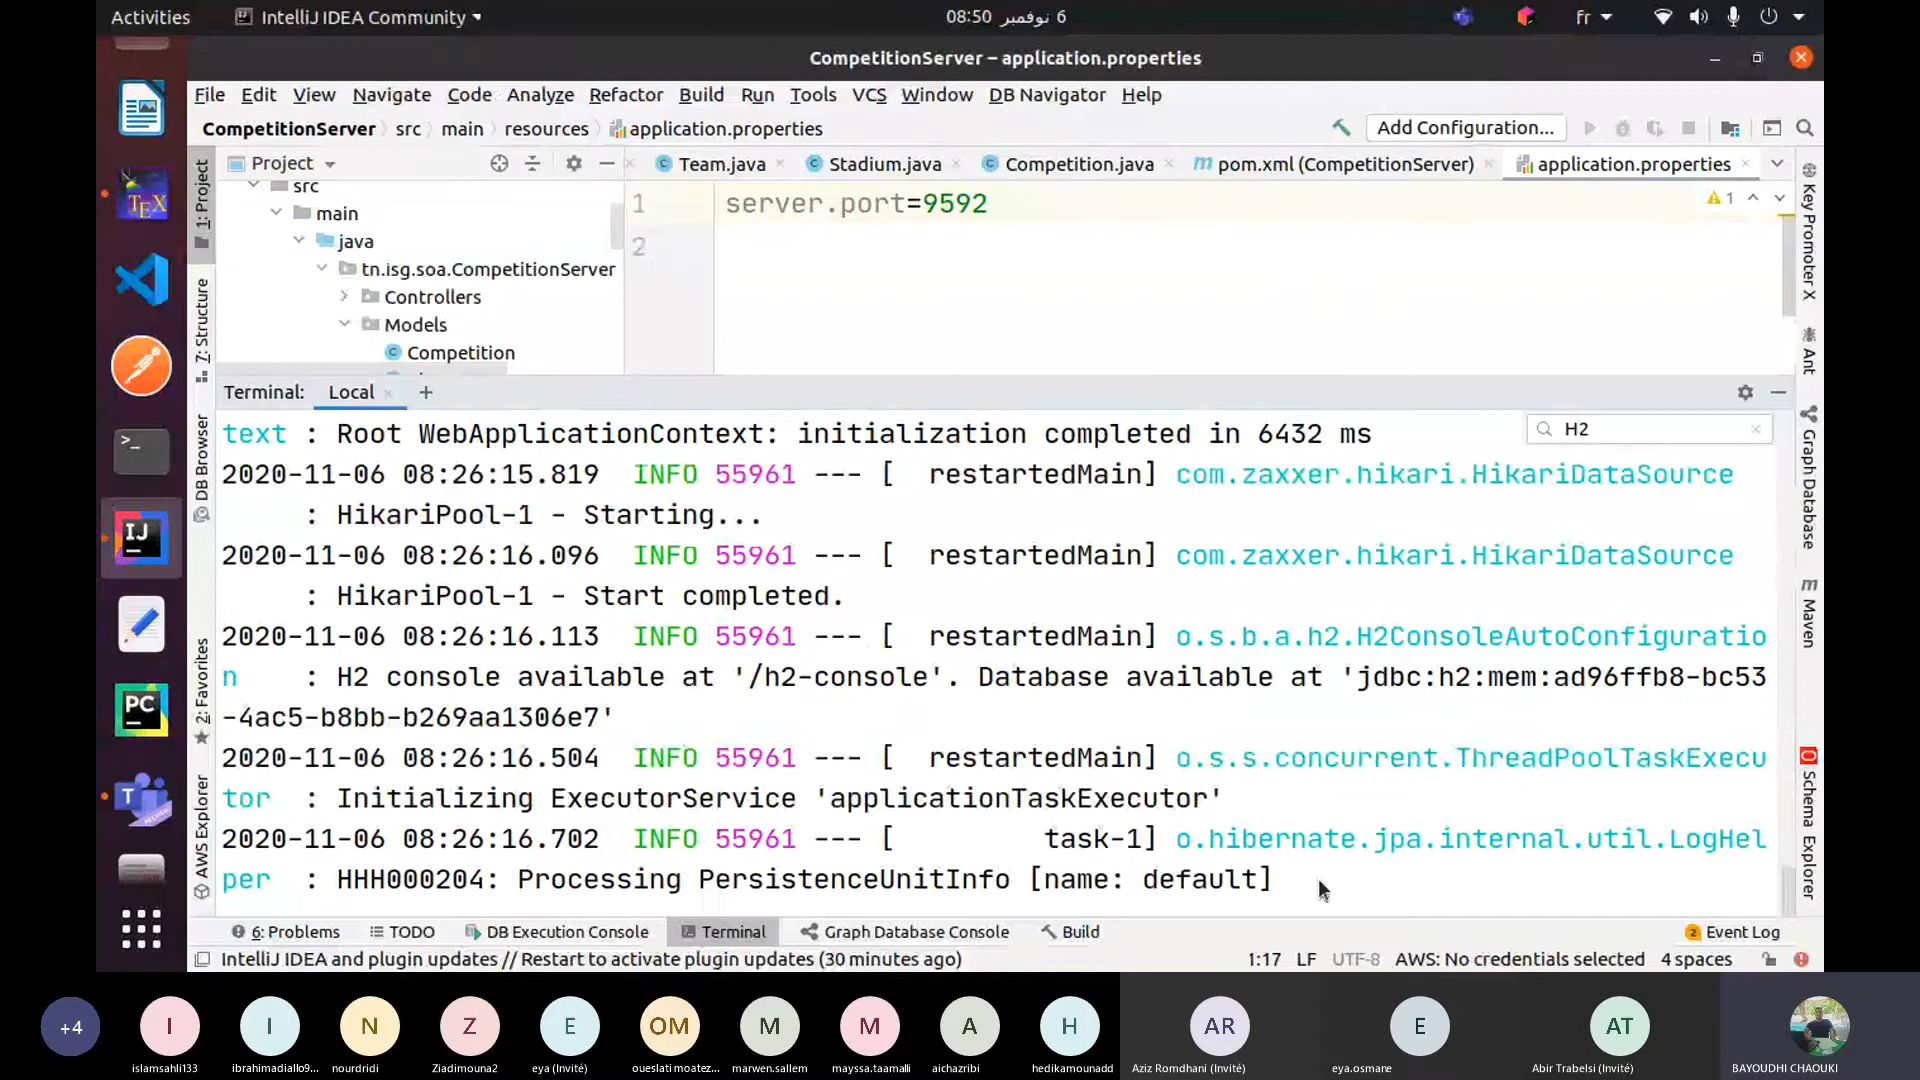 Activities
IntelliJ IDEA Community
6 نوفمبر 08:50
fr
CompetitionServer – application.properties
File Edit View Navigate Code Analyze Refactor Build Run Tools VCS Window DB Navigator Help
CompetitionServer src main resources application.properties
Add Configuration...
Project
Team.java Stadium.java Competition.java pom.xml (CompetitionServer) application.properties
src
main
java
tn.isg.soa.CompetitionServer
Controllers
Models
Competition
1 server.port=9592
2
1
1: Project
7: Structure
DB Browser
2: Favorites
AWS Explorer
Key Promoter X
Ant
Graph Database
Maven
Schema Explorer
Terminal: Local +
H2
text : Root WebApplicationContext: initialization completed in 6432 ms
2020-11-06 08:26:15.819 INFO 55961 --- [ restartedMain] com.zaxxer.hikari.HikariDataSource
: HikariPool-1 - Starting...
2020-11-06 08:26:16.096 INFO 55961 --- [ restartedMain] com.zaxxer.hikari.HikariDataSource
: HikariPool-1 - Start completed.
2020-11-06 08:26:16.113 INFO 55961 --- [ restartedMain] o.s.b.a.h2.H2ConsoleAutoConfiguratio
n : H2 console available at '/h2-console'. Database available at 'jdbc:h2:mem:ad96ffb8-bc53
-4ac5-b8bb-b269aa1306e7'
2020-11-06 08:26:16.504 INFO 55961 --- [ restartedMain] o.s.s.concurrent.ThreadPoolTaskExecu
tor : Initializing ExecutorService 'applicationTaskExecutor'
2020-11-06 08:26:16.702 INFO 55961 --- [ task-1] o.hibernate.jpa.internal.util.LogHel
per : HHH000204: Processing PersistenceUnitInfo [name: default]
6: Problems TODO DB Execution Console Terminal Graph Database Console Build
2 Event Log
IntelliJ IDEA and plugin updates // Restart to activate plugin updates (30 minutes ago)
1:17 LF UTF-8 AWS: No credentials selected 4 spaces
+4 I I N Z E OM M M A H AR E AT
islamsahli133 ibrahimadiallo9... nourdridi Ziadimouna2 eya (Invité) oueslati moatez... marwen.sallem mayssa.taamalli aichazribi hedikamounadd Aziz Romdhani (Invité) eya.osmane Abir Trabelsi (Invité) BAYOUDHI CHAOUKI